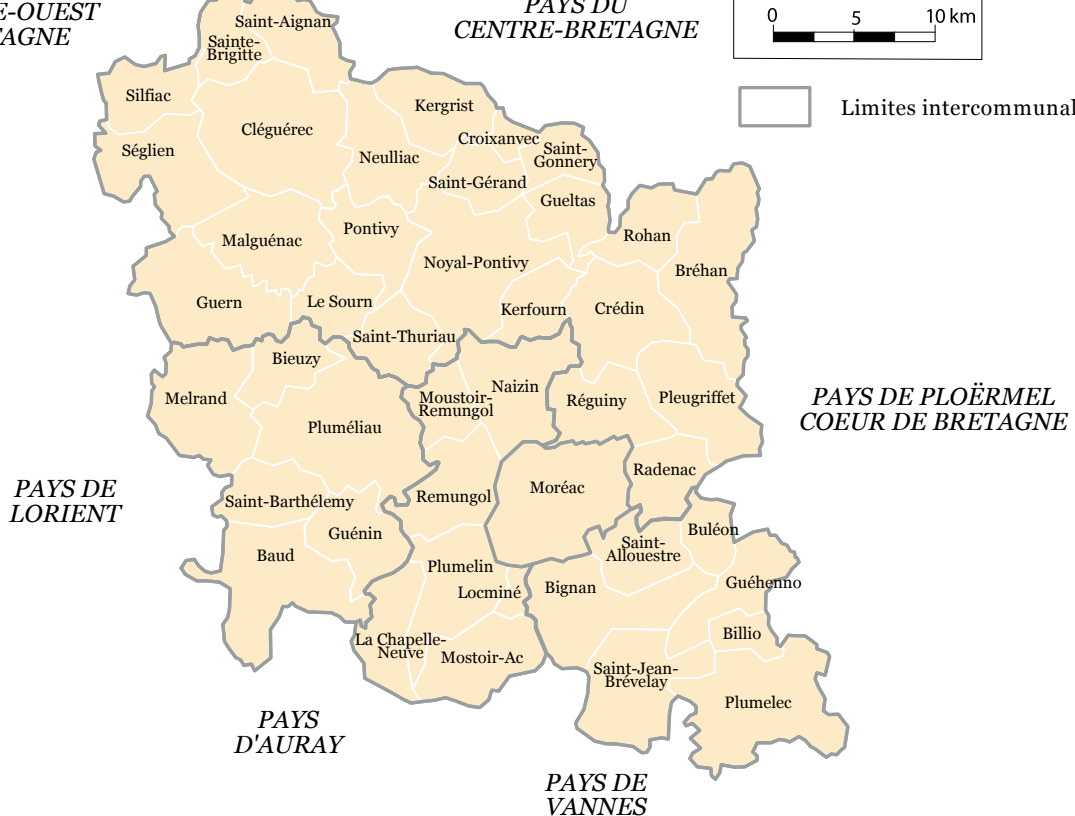 E-OUEST
TAGNE
PAYS DU
CENTRE-BRETAGNE
0 5 10 km
Limites intercommunal
Saint-Aignan
Sainte-
Brigitte
Silfiac
Kergrist
Cléguérec
Croixanvec
Séglien
Neulliac
Saint-
Gonnery
Saint-Gérand
Gueltas
Pontivy
Rohan
Malguénac
Noyal-Pontivy
Bréhan
Guern
Le Sourn
Kerfourn
Crédin
Saint-Thuriau
Bieuzy
Melrand
Moustoir-
Remungol
Naizin
Réguiny
Pleugriffet
PAYS DE PLOËRMEL
COEUR DE BRETAGNE
Pluméliau
Radenac
PAYS DE
LORIENT
Saint-Barthélemy
Remungol
Moréac
Guénin
Buléon
Saint-
Allouestre
Baud
Plumelin
Locminé
Bignan
Guéhenno
La Chapelle-
Neuve
Mostoir-Ac
Billio
Saint-Jean-
Brévelay
Plumelec
PAYS
D'AURAY
PAYS DE
VANNES